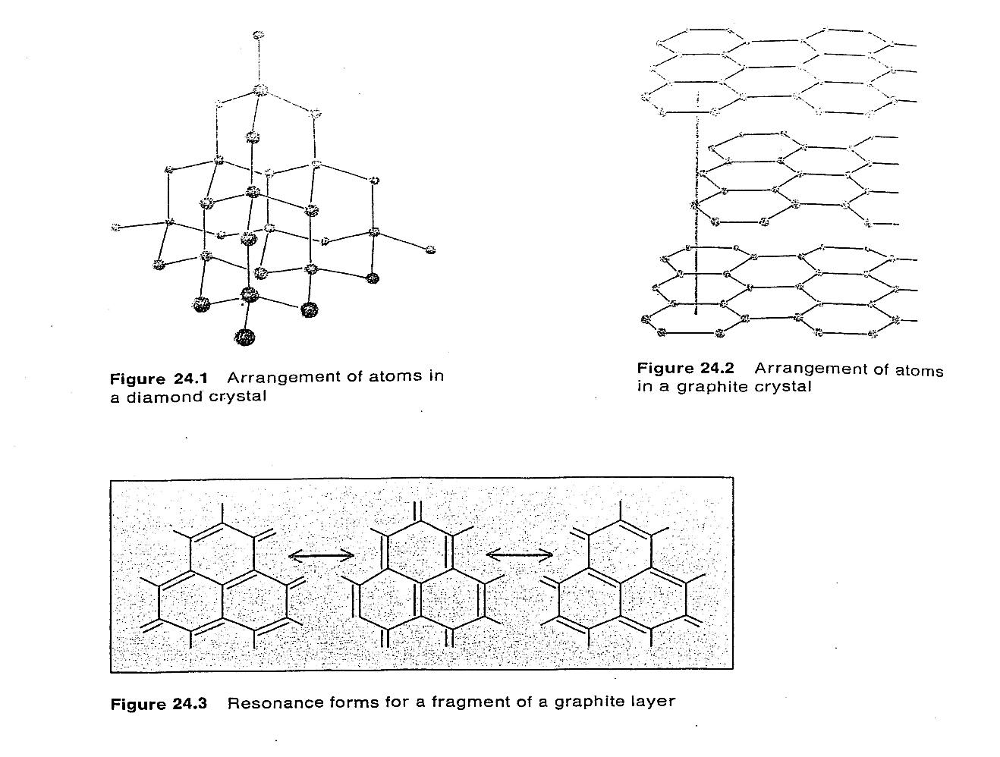 Figure 24.1 Arrangement of atoms in
a diamond crystal
Figure 24.2 Arrangement of atoms
in a graphite crystal
Figure 24.3 Resonance forms for a fragment of a graphite layer